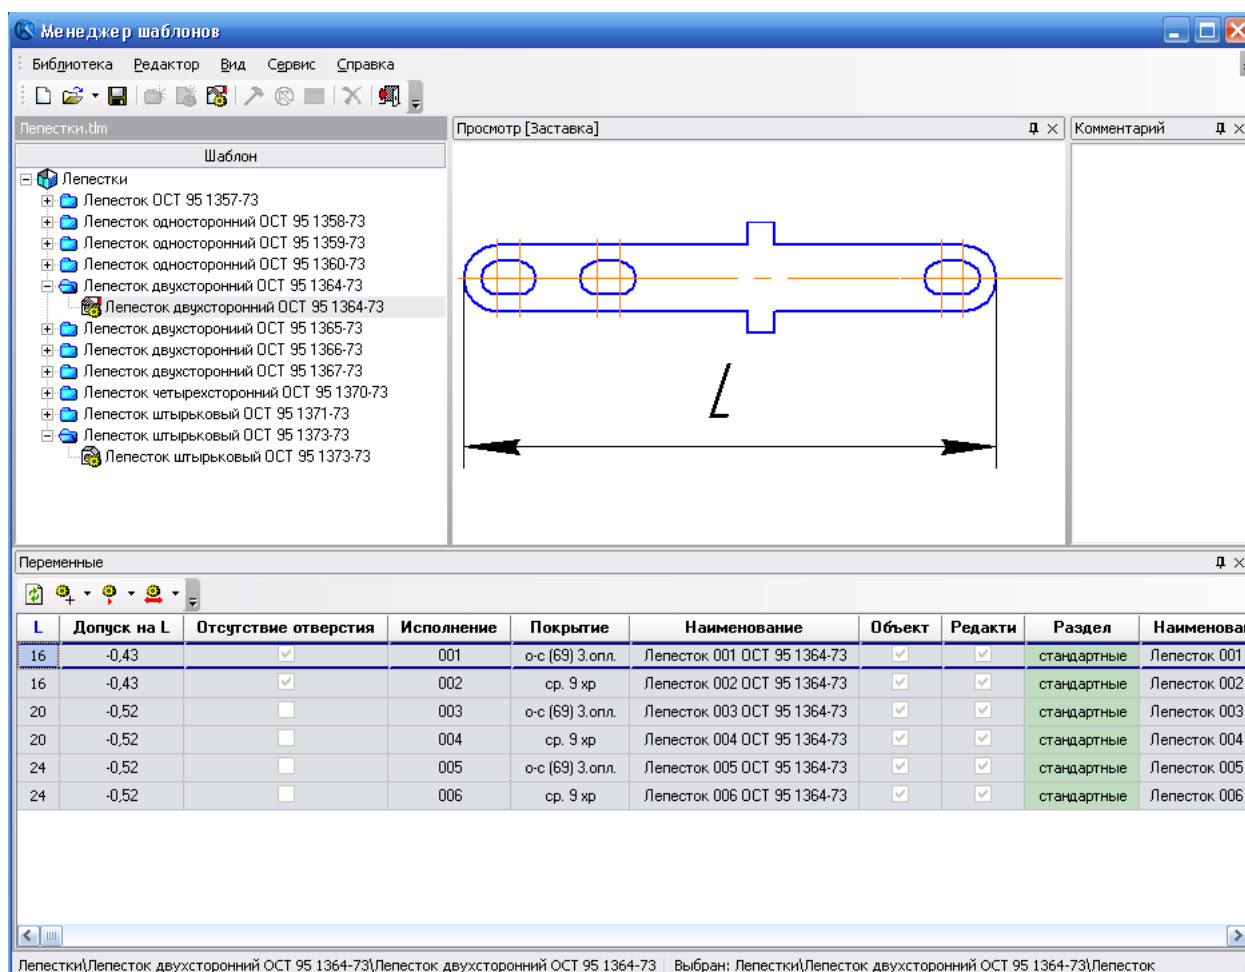 Менеджер шаблонов
Библиотека Редактор Вид Сервис Справка
Лепестки.tlm
Шаблон
Лепестки
Лепесток ОСТ 95 1357-73
Лепесток односторонний ОСТ 95 1358-73
Лепесток односторонний ОСТ 95 1359-73
Лепесток односторонний ОСТ 95 1360-73
Лепесток двухсторонний ОСТ 95 1364-73
Лепесток двухсторонний ОСТ 95 1364-73
Лепесток двухсторониий ОСТ 95 1365-73
Лепесток двухсторонний ОСТ 95 1366-73
Лепесток двухсторонний ОСТ 95 1367-73
Лепесток четырехсторонний ОСТ 95 1370-73
Лепесток штырьковый ОСТ 95 1371-73
Лепесток штырьковый ОСТ 95 1373-73
Лепесток штырьковый ОСТ 95 1373-73
Просмотр [Заставка]
L
Комментарий
Переменные
L Допуск на L Отсутствие отверстия Исполнение Покрытие Наименование Объект Редакти Раздел Наименова
16 -0,43 001 о-с (69) 3.опл. Лепесток 001 ОСТ 95 1364-73 стандартные Лепесток 001
16 -0,43 002 ср. 9 хр Лепесток 002 ОСТ 95 1364-73 стандартные Лепесток 002
20 -0,52 003 о-с (69) 3.опл. Лепесток 003 ОСТ 95 1364-73 стандартные Лепесток 003
20 -0,52 004 ср. 9 хр Лепесток 004 ОСТ 95 1364-73 стандартные Лепесток 004
24 -0,52 005 о-с (69) 3.опл. Лепесток 005 ОСТ 95 1364-73 стандартные Лепесток 005
24 -0,52 006 ср. 9 хр Лепесток 006 ОСТ 95 1364-73 стандартные Лепесток 006
Лепестки\Лепесток двухсторонний ОСТ 95 1364-73\Лепесток двухсторонний ОСТ 95 1364-73 Выбран: Лепестки\Лепесток двухсторонний ОСТ 95 1364-73\Лепесток